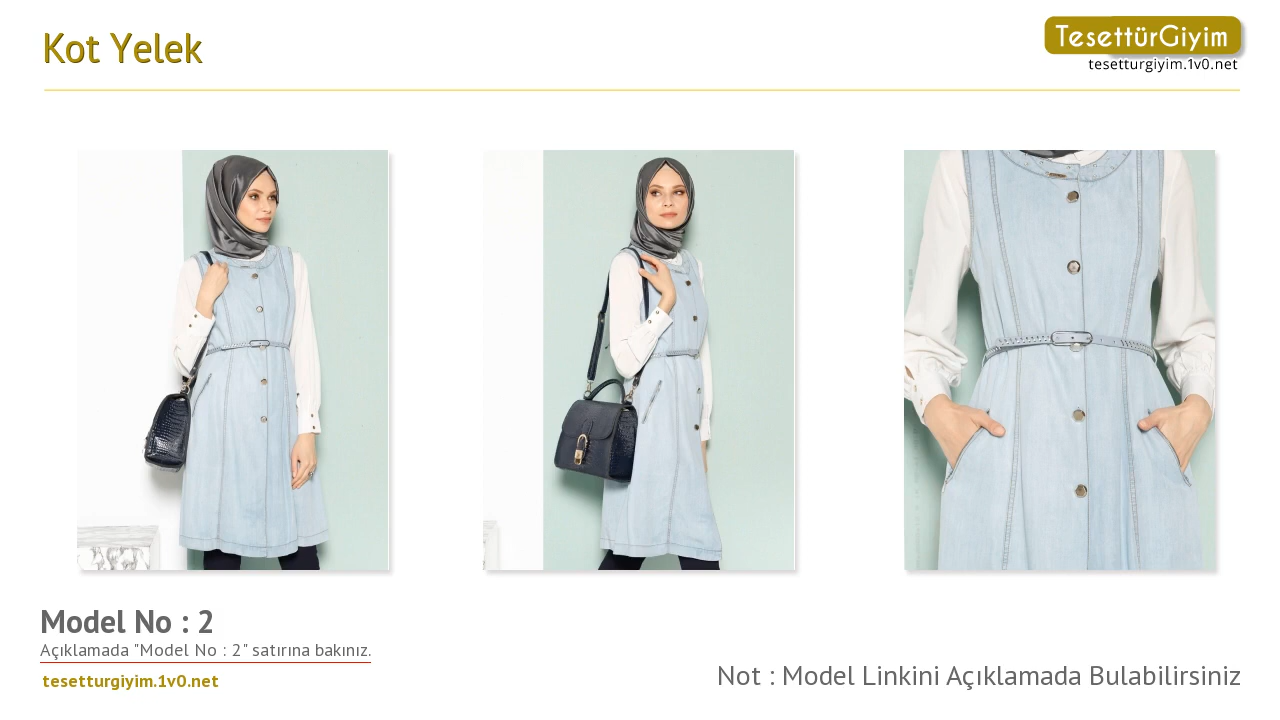 Kot Yelek
TesettürGiyim
tesetturgiyim.1v0.net
Model No : 2
Açıklamada "Model No : 2" satırına bakınız.
tesetturgiyim.1v0.net
Not : Model Linkini Açıklamada Bulabilirsiniz